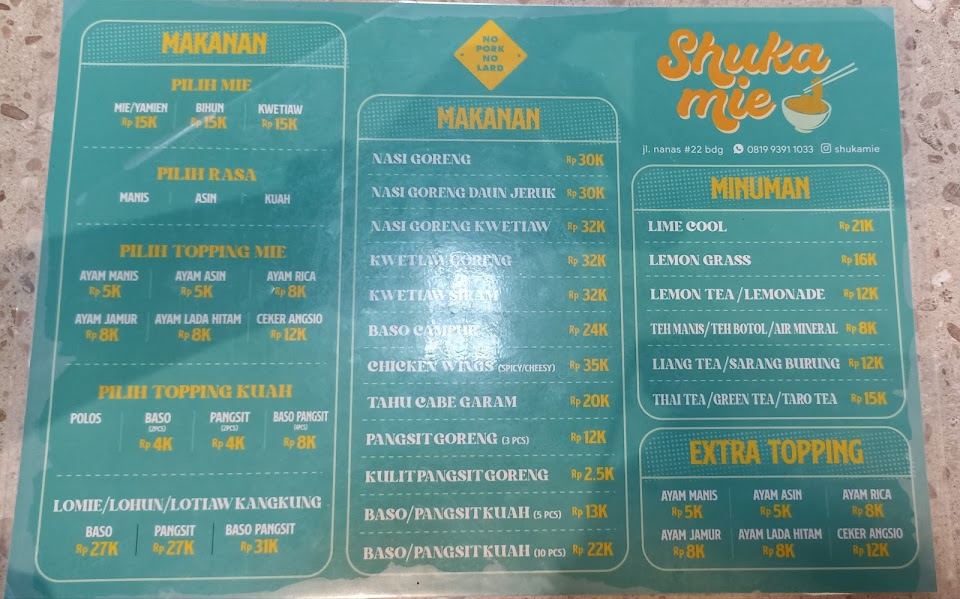 MAKANAN
PILIH MIE
MIE/YAMIEN BIHUN KWETIAW
Rp 15K Rp 15K Rp 15K
PILIH RASA
MANIS ASIN KUAH
PILIH TOPPING MIE
AYAM MANIS AYAM ASIN AYAM RICA
Rp 5K Rp 5K Rp 8K
AYAM JAMUR AYAM LADA HITAM CEKER ANGSIO
Rp 8K Rp 8K Rp 12K
PILIH TOPPING KUAH
POLOS BASO PANGSIT BASO PANGSIT
(2PCS) (2PCS) (4PCS)
Rp 4K Rp 4K Rp 8K
LOMIE/LOHUN/LOTIAW KANGKUNG
BASO PANGSIT BASO PANGSIT
Rp 27K Rp 27K Rp 31K
NO
PORK
NO
LARD
MAKANAN
NASI GORENG Rp 30K
NASI GORENG DAUN JERUK Rp 30K
NASI GORENG KWETIAW Rp 32K
KWETIAW GORENG Rp 32K
KWETIAW SIRAM Rp 32K
BASO CAMPUR Rp 24K
CHICKEN WINGS (SPICY/CHEESY) Rp 35K
TAHU CABE GARAM Rp 20K
PANGSIT GORENG (3 PCS) Rp 12K
KULIT PANGSIT GORENG Rp 2.5K
BASO/PANGSIT KUAH (5 PCS) Rp 13K
BASO/PANGSIT KUAH (10 PCS) Rp 22K
Shuka
mie
jl. nanas #22 bdg 0819 9391 1033 shukamie
MINUMAN
LIME COOL Rp 21K
LEMON GRASS Rp 16K
LEMON TEA/LEMONADE Rp 12K
TEH MANIS/TEH BOTOL/AIR MINERAL Rp 8K
LIANG TEA/SARANG BURUNG Rp 12K
THAI TEA/GREEN TEA/TARO TEA Rp 15K
EXTRA TOPPING
AYAM MANIS AYAM ASIN AYAM RICA
Rp 5K Rp 5K Rp 8K
AYAM JAMUR AYAM LADA HITAM CEKER ANGSIO
Rp 8K Rp 8K Rp 12K